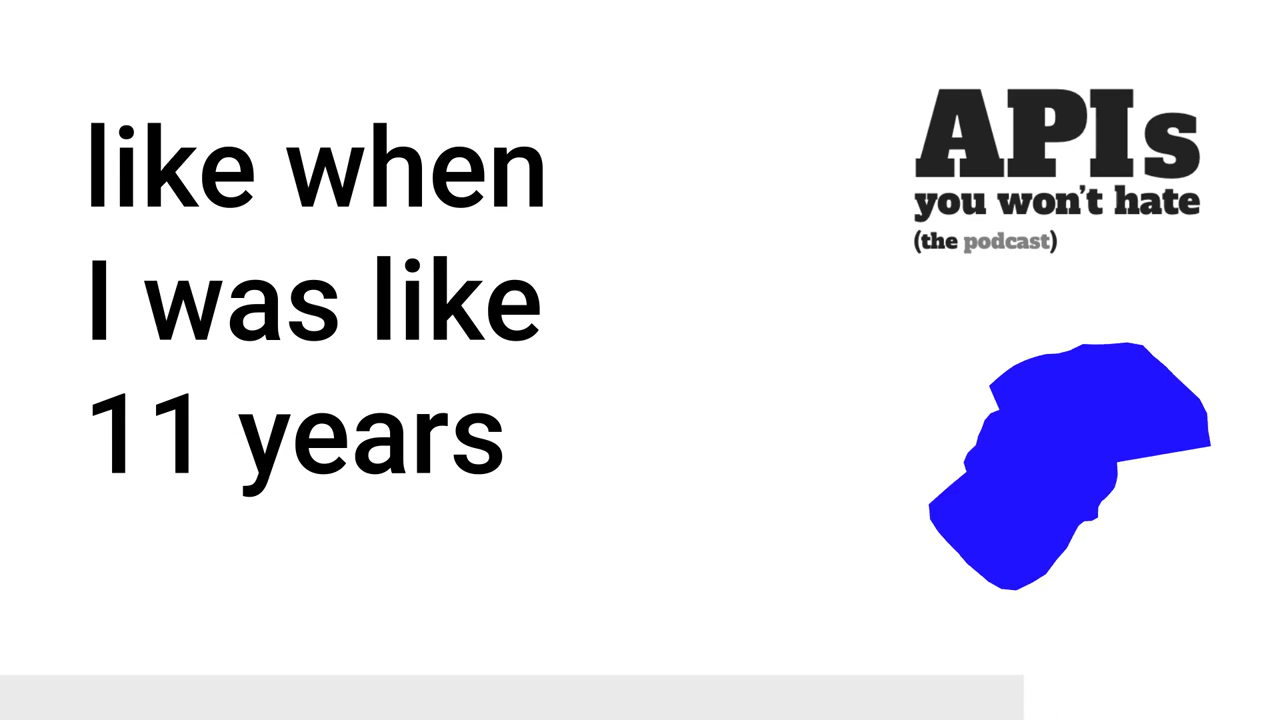 like when
I was like
11 years
APIs
you won't hate
(the podcast)